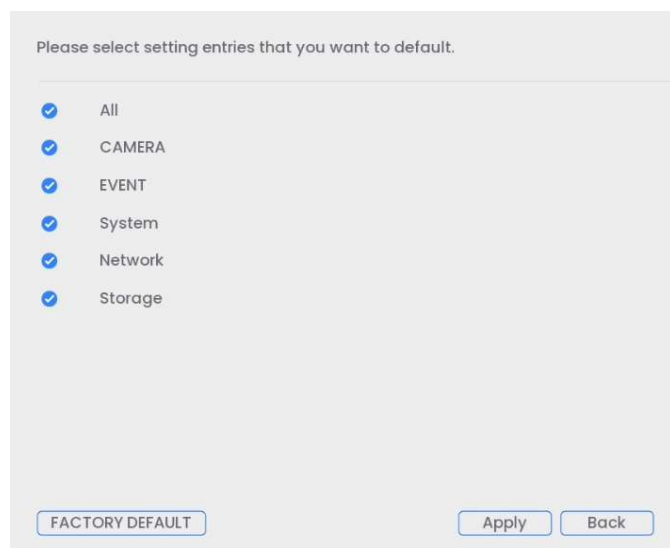 Please select setting entries that you want to default.
All
CAMERA
EVENT
System
Network
Storage
FACTORY DEFAULT Apply Back